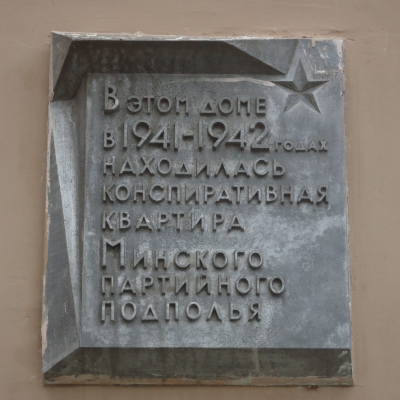 В ЭТОМ ДОМЕ
В 1941-1942 ГОДАХ
НАХОДИЛАСЬ
КОНСПИРАТИВНАЯ
КВАРТИРА
МИНСКОГО
ПАРТИЙНОГО
ПОДПОЛЬЯ